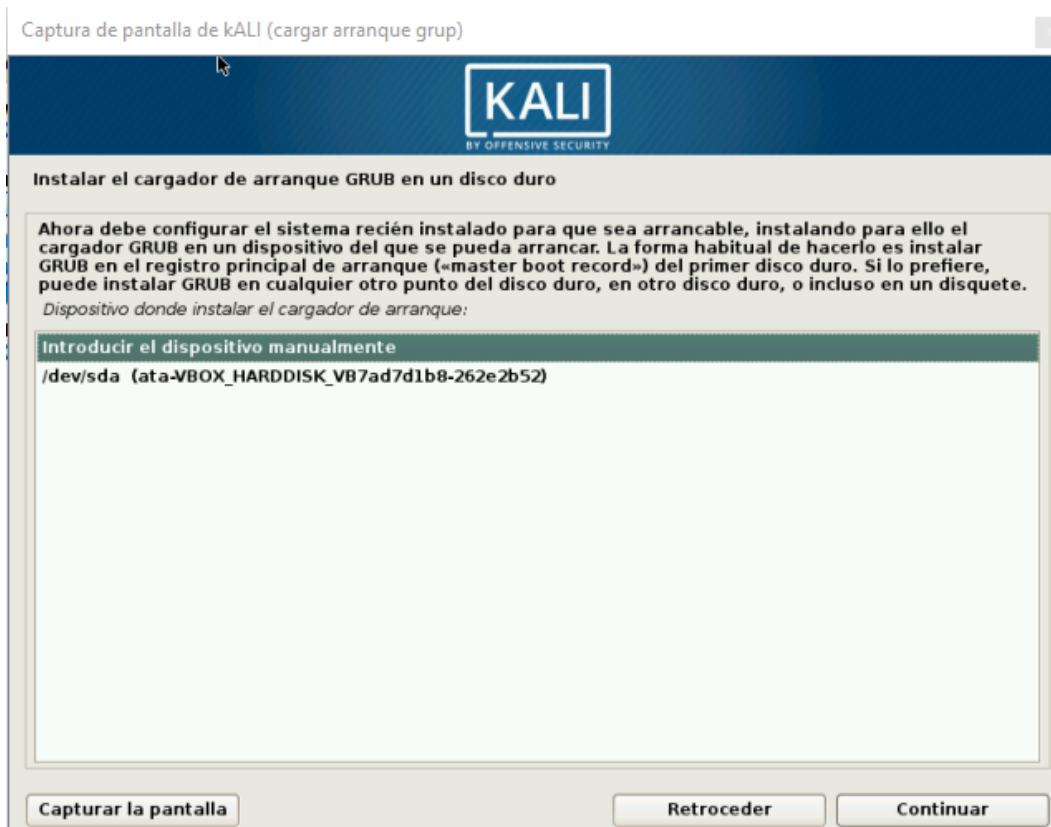 Captura de pantalla de kALI (cargar arranque grup)
KALI
BY OFFENSIVE SECURITY
Instalar el cargador de arranque GRUB en un disco duro
Ahora debe configurar el sistema recién instalado para que sea arrancable, instalando para ello el
cargador GRUB en un dispositivo del que se pueda arrancar. La forma habitual de hacerlo es instalar
GRUB en el registro principal de arranque («master boot record») del primer disco duro. Si lo prefiere,
puede instalar GRUB en cualquier otro punto del disco duro, en otro disco duro, o incluso en un disquete.
Dispositivo donde instalar el cargador de arranque:
Introducir el dispositivo manualmente
/dev/sda (ata-VBOX_HARDDISK_VB7ad7d1b8-262e2b52)
Capturar la pantalla
Retroceder
Continuar